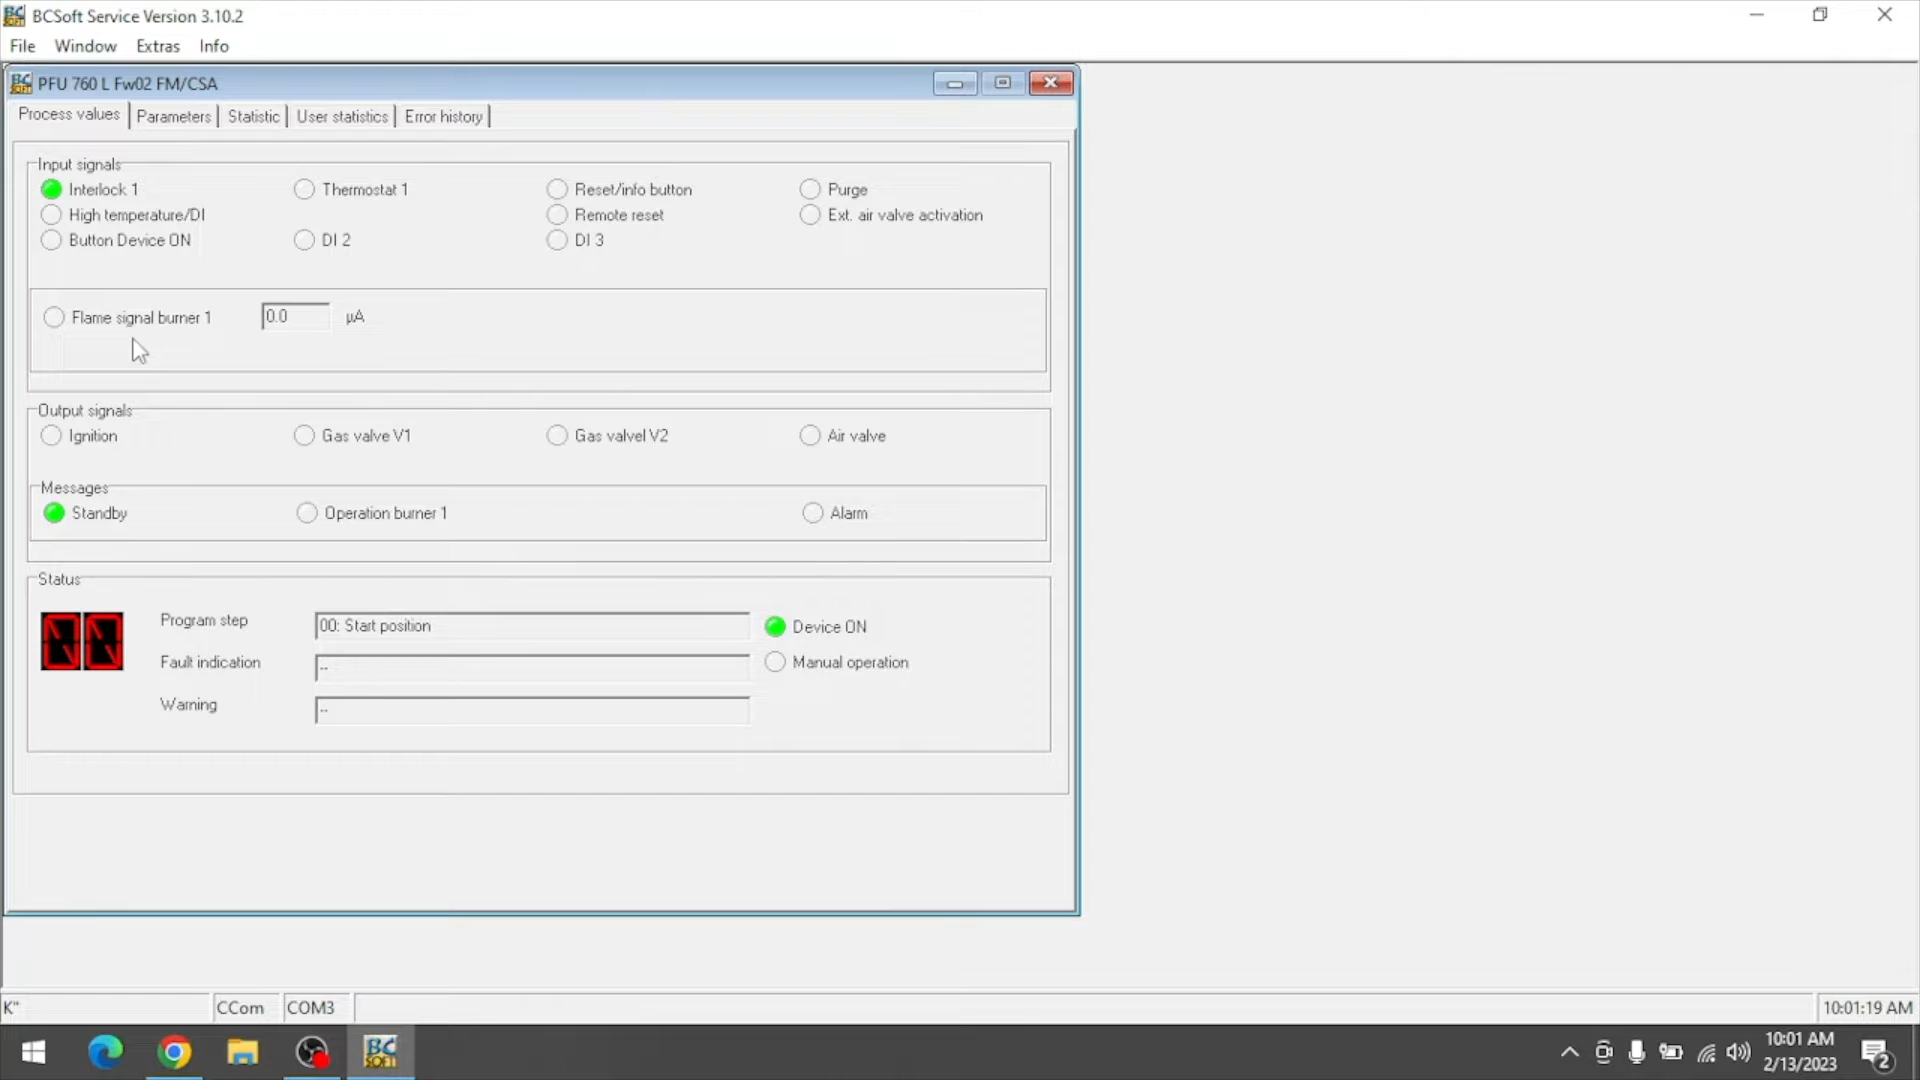 BCSoft Service Version 3.10.2
File Window Extras Info
PFU 760 L Fw02 FM/CSA
Process values Parameters Statistic User statistics Error history
Input signals
Interlock 1 Thermostat 1 Reset/info button Purge
High temperature/DI Remote reset Ext. air valve activation
Button Device ON DI 2 DI 3
Flame signal burner 1 0.0 µA
Output signals
Ignition Gas valve V1 Gas valvel V2 Air valve
Messages
Standby Operation burner 1 Alarm
Status
00
Program step 00: Start position Device ON
Fault indication -- Manual operation
Warning --
K" CCom COM3 10:01:19 AM
BC SOFT
10:01 AM
2/13/2023
2